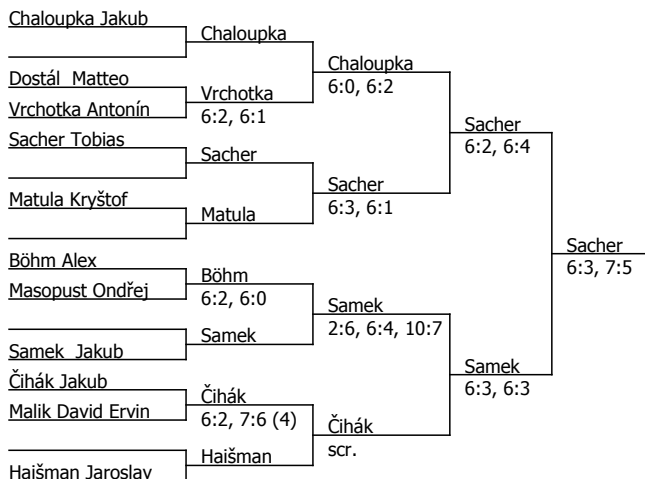 Chaloupka Jakub
Chaloupka
Chaloupka
6:0, 6:2
Dostál  Matteo
Vrchotka
6:2, 6:1
Vrchotka Antonín
Sacher
6:2, 6:4
Sacher Tobias
Sacher
Sacher
6:3, 6:1
Matula Kryštof
Matula
Sacher
6:3, 7:5
Böhm Alex
Böhm
6:2, 6:0
Masopust Ondřej
Samek
2:6, 6:4, 10:7
Samek
Samek  Jakub
Samek
6:3, 6:3
Čihák Jakub
Čihák
6:2, 7:6 (4)
Malik David Ervin
Čihák
scr.
Haišman
Haišman Jaroslav